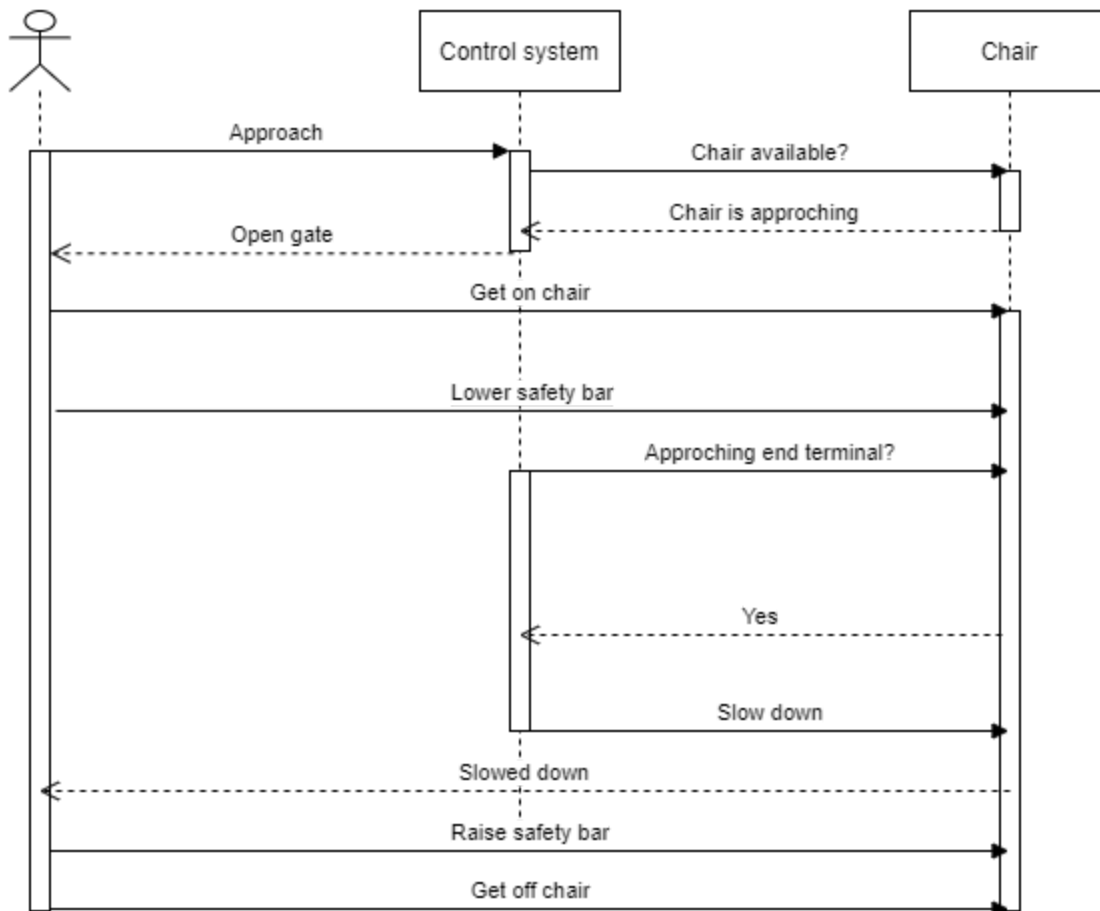 Control system
Chair
Approach
Chair available?
Chair is approching
Open gate
Get on chair
Lower safety bar
Approching end terminal?
Yes
Slow down
Slowed down
Raise safety bar
Get off chair